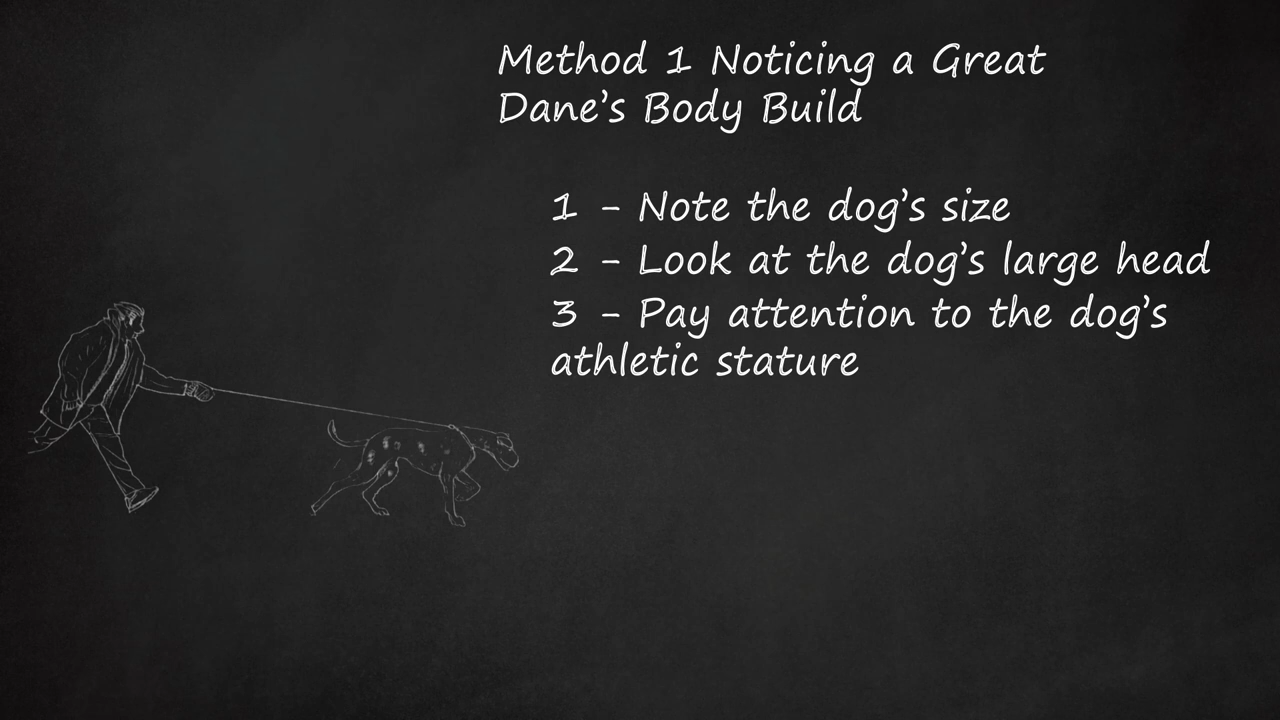 Method 1 Noticing a Great
Dane’s Body Build
1 - Note the dog’s size
2 - Look at the dog’s large head
3 - Pay attention to the dog’s
athletic stature